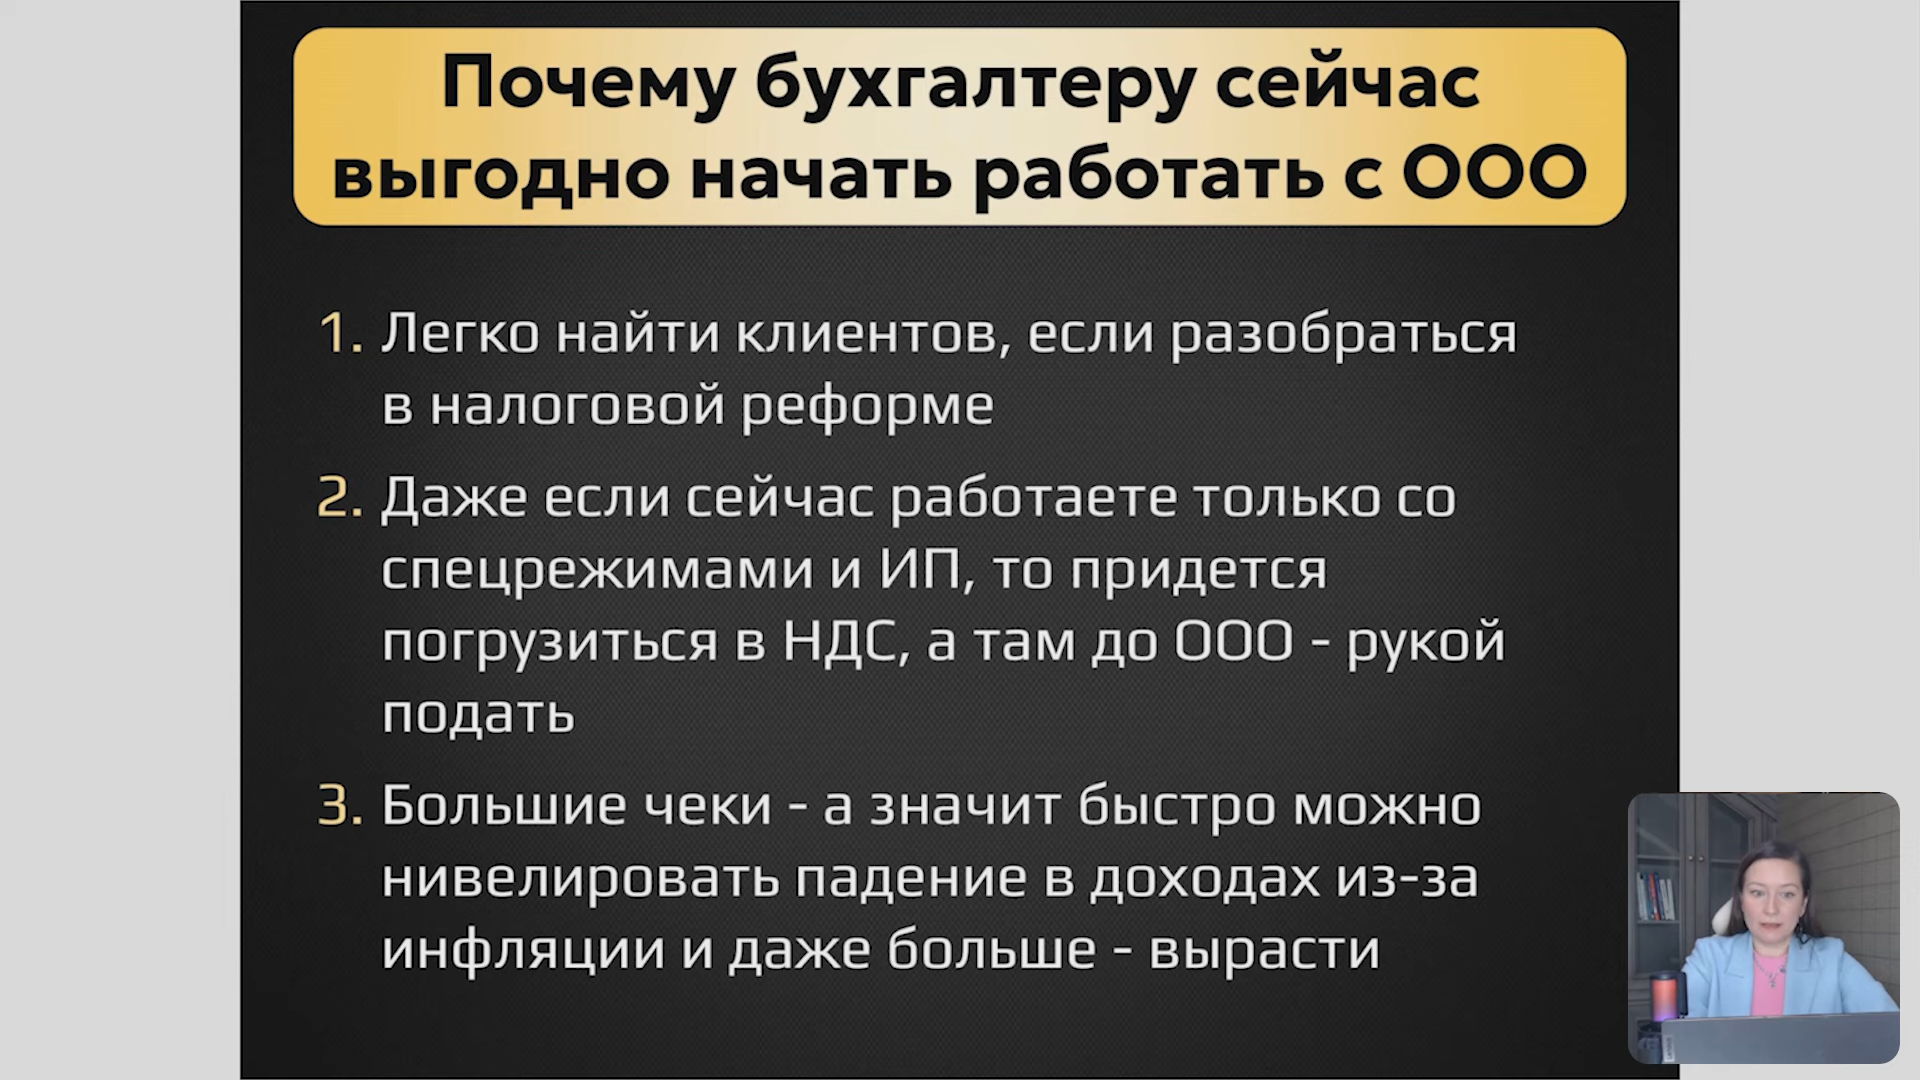 Почему бухгалтеру сейчас
выгодно начать работать с ООО
1. Легко найти клиентов, если разобраться
в налоговой реформе
2. Даже если сейчас работаете только со
спецрежимами и ИП, то придется
погрузиться в НДС, а там до ООО - рукой
подать
3. Большие чеки - а значит быстро можно
нивелировать падение в доходах из-за
инфляции и даже больше - вырасти